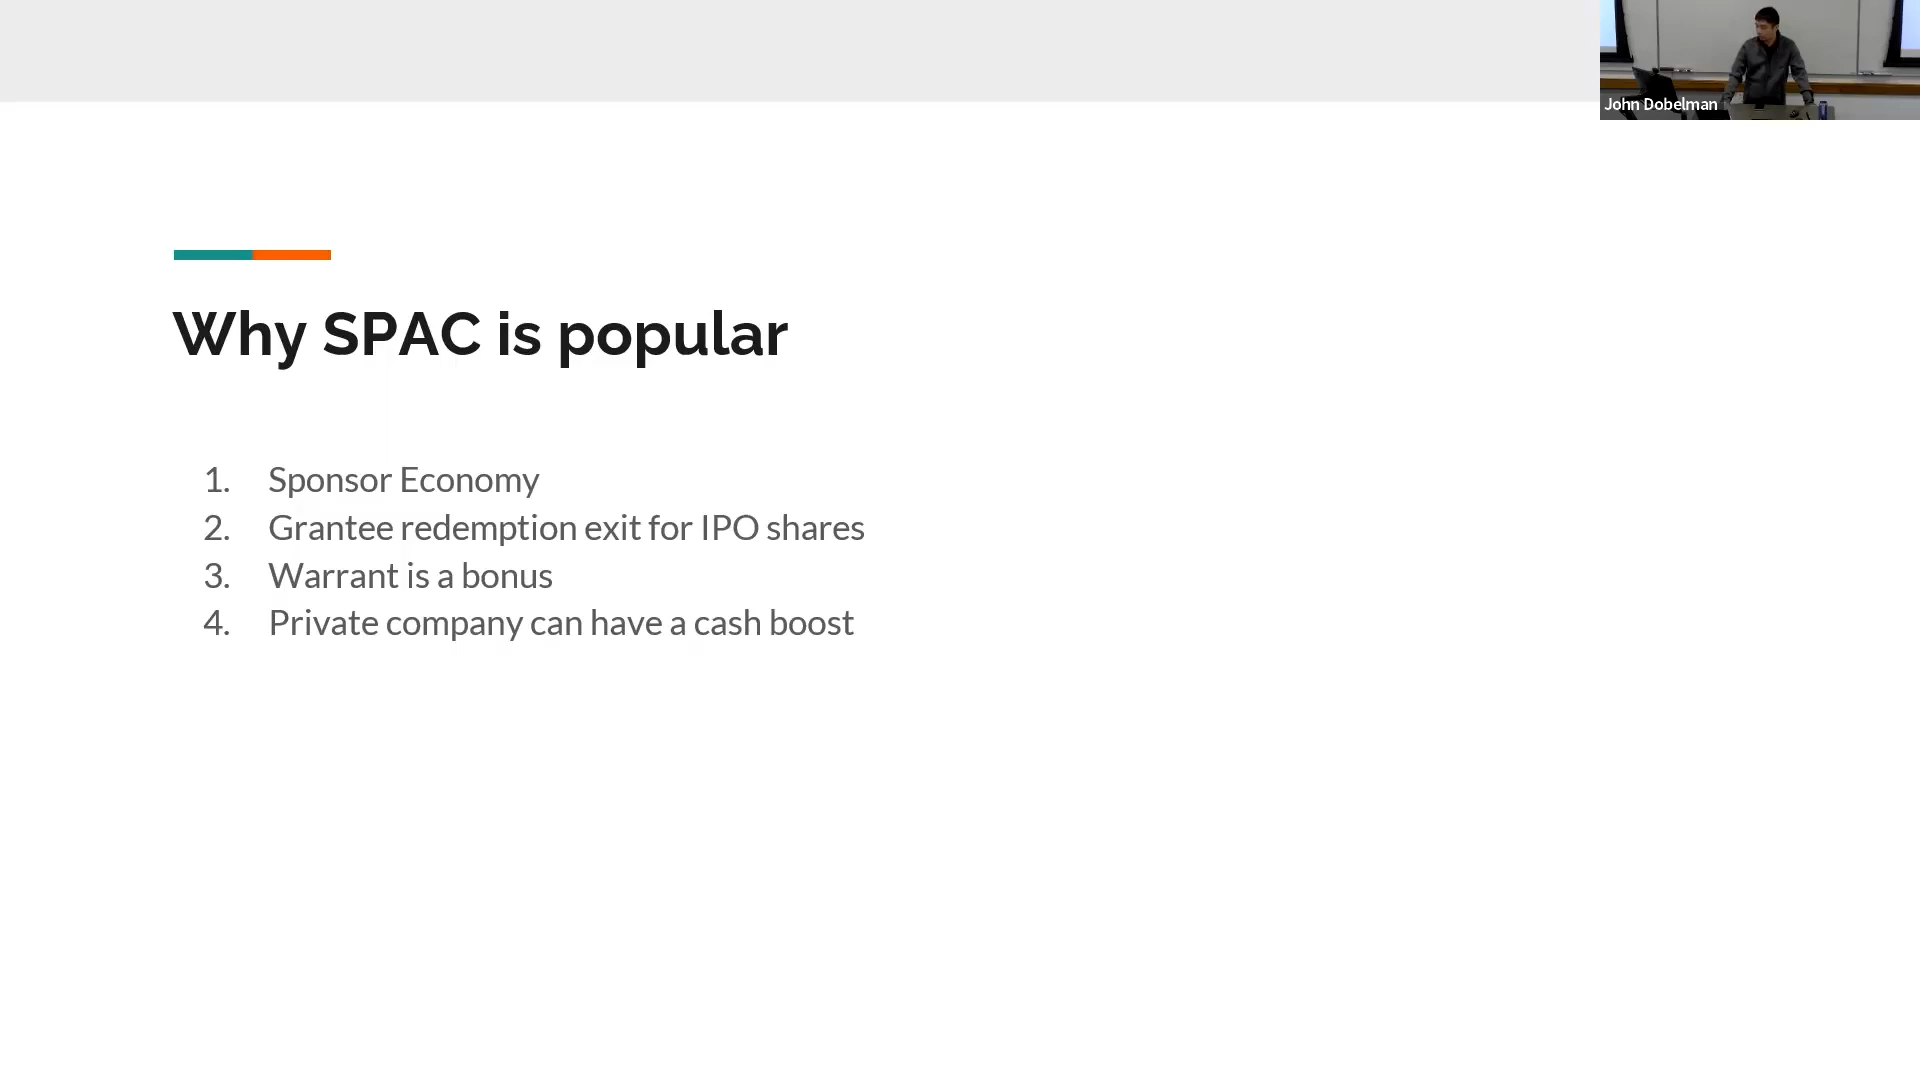 John Dobelman
Why SPAC is popular
1. Sponsor Economy
2. Grantee redemption exit for IPO shares
3. Warrant is a bonus
4. Private company can have a cash boost